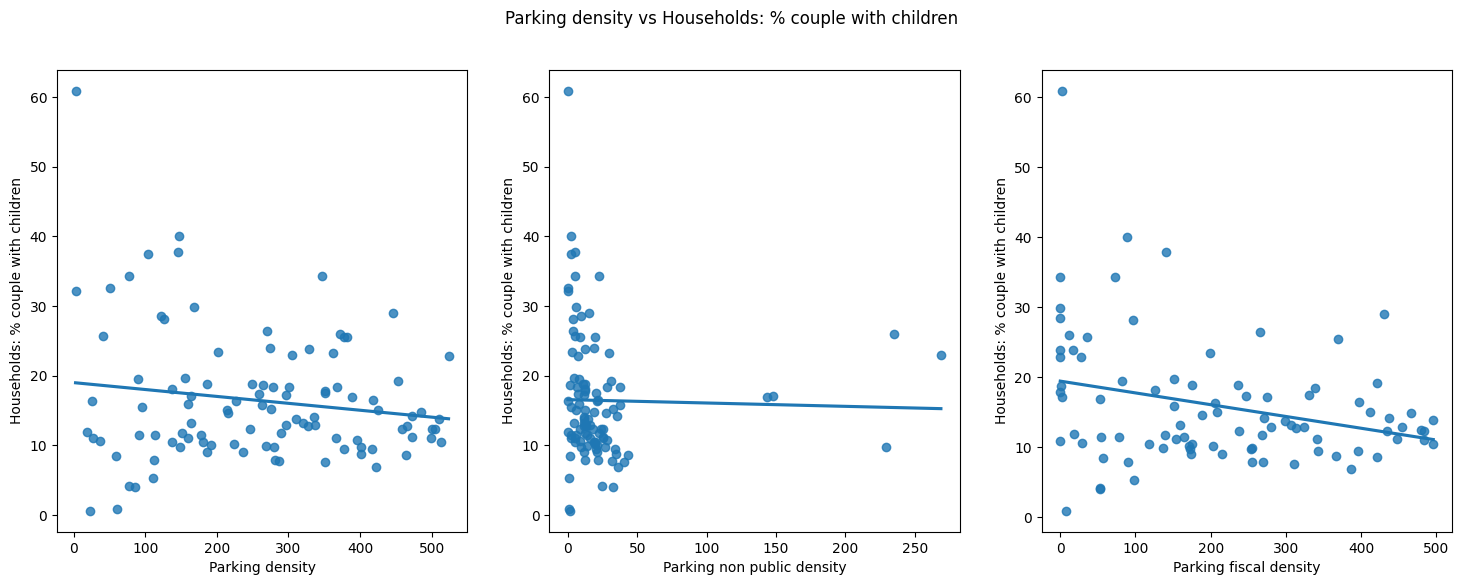 Parking density vs Households: % couple with children
Households: % couple with children
60
50
40
30
20
10
0
0 100 200 300 400 500
Parking density
Households: % couple with children
60
50
40
30
20
10
0
0 50 100 150 200 250
Parking non public density
Households: % couple with children
60
50
40
30
20
10
0
0 100 200 300 400 500
Parking fiscal density